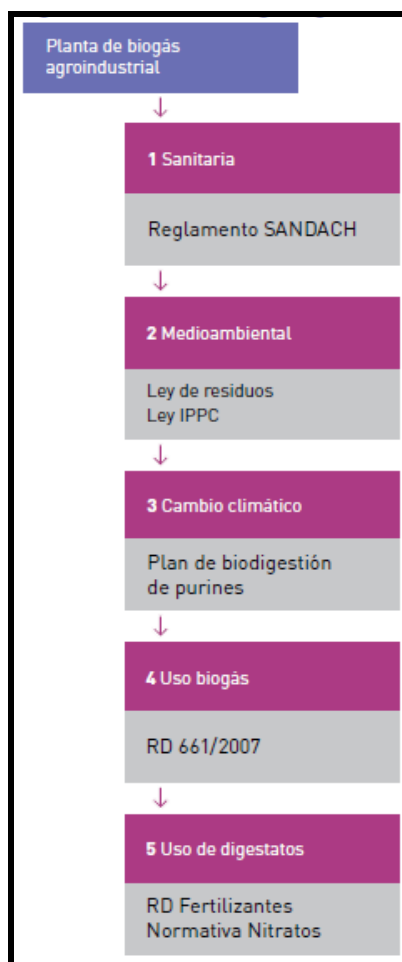 Planta de biogás
agroindustrial
1 Sanitaria
Reglamento SANDACH
2 Medioambiental
Ley de residuos
Ley IPPC
3 Cambio climático
Plan de biodigestión
de purines
4 Uso biogás
RD 661/2007
5 Uso de digestatos
RD Fertilizantes
Normativa Nitratos